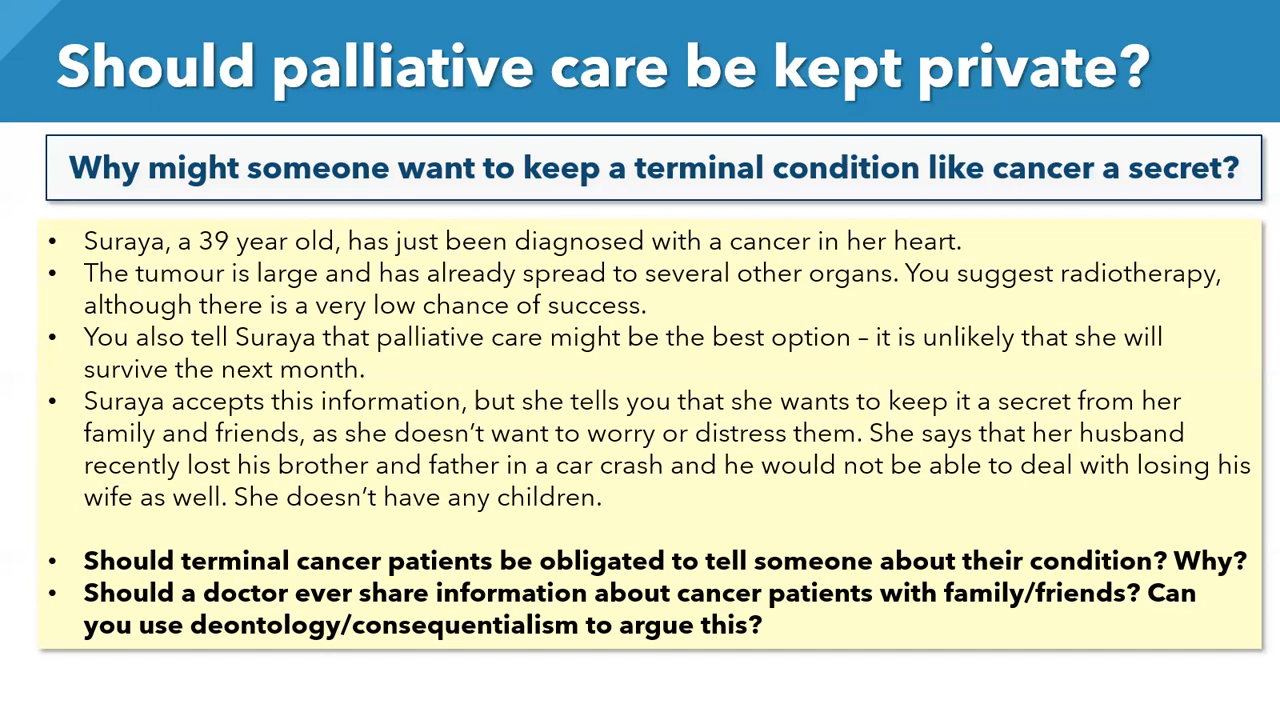 Should palliative care be kept private?
Why might someone want to keep a terminal condition like cancer a secret?
• Suraya, a 39 year old, has just been diagnosed with a cancer in her heart.
• The tumour is large and has already spread to several other organs. You suggest radiotherapy,
although there is a very low chance of success.
• You also tell Suraya that palliative care might be the best option – it is unlikely that she will
survive the next month.
• Suraya accepts this information, but she tells you that she wants to keep it a secret from her
family and friends, as she doesn’t want to worry or distress them. She says that her husband
recently lost his brother and father in a car crash and he would not be able to deal with losing his
wife as well. She doesn’t have any children.
• Should terminal cancer patients be obligated to tell someone about their condition? Why?
• Should a doctor ever share information about cancer patients with family/friends? Can
you use deontology/consequentialism to argue this?